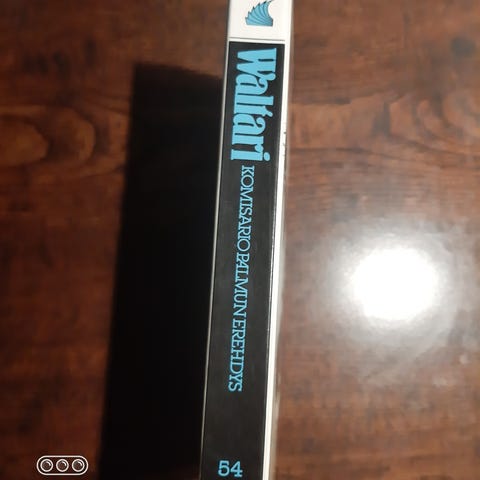 Waltari
KOMISARIO PALMUN EREHDYS
54